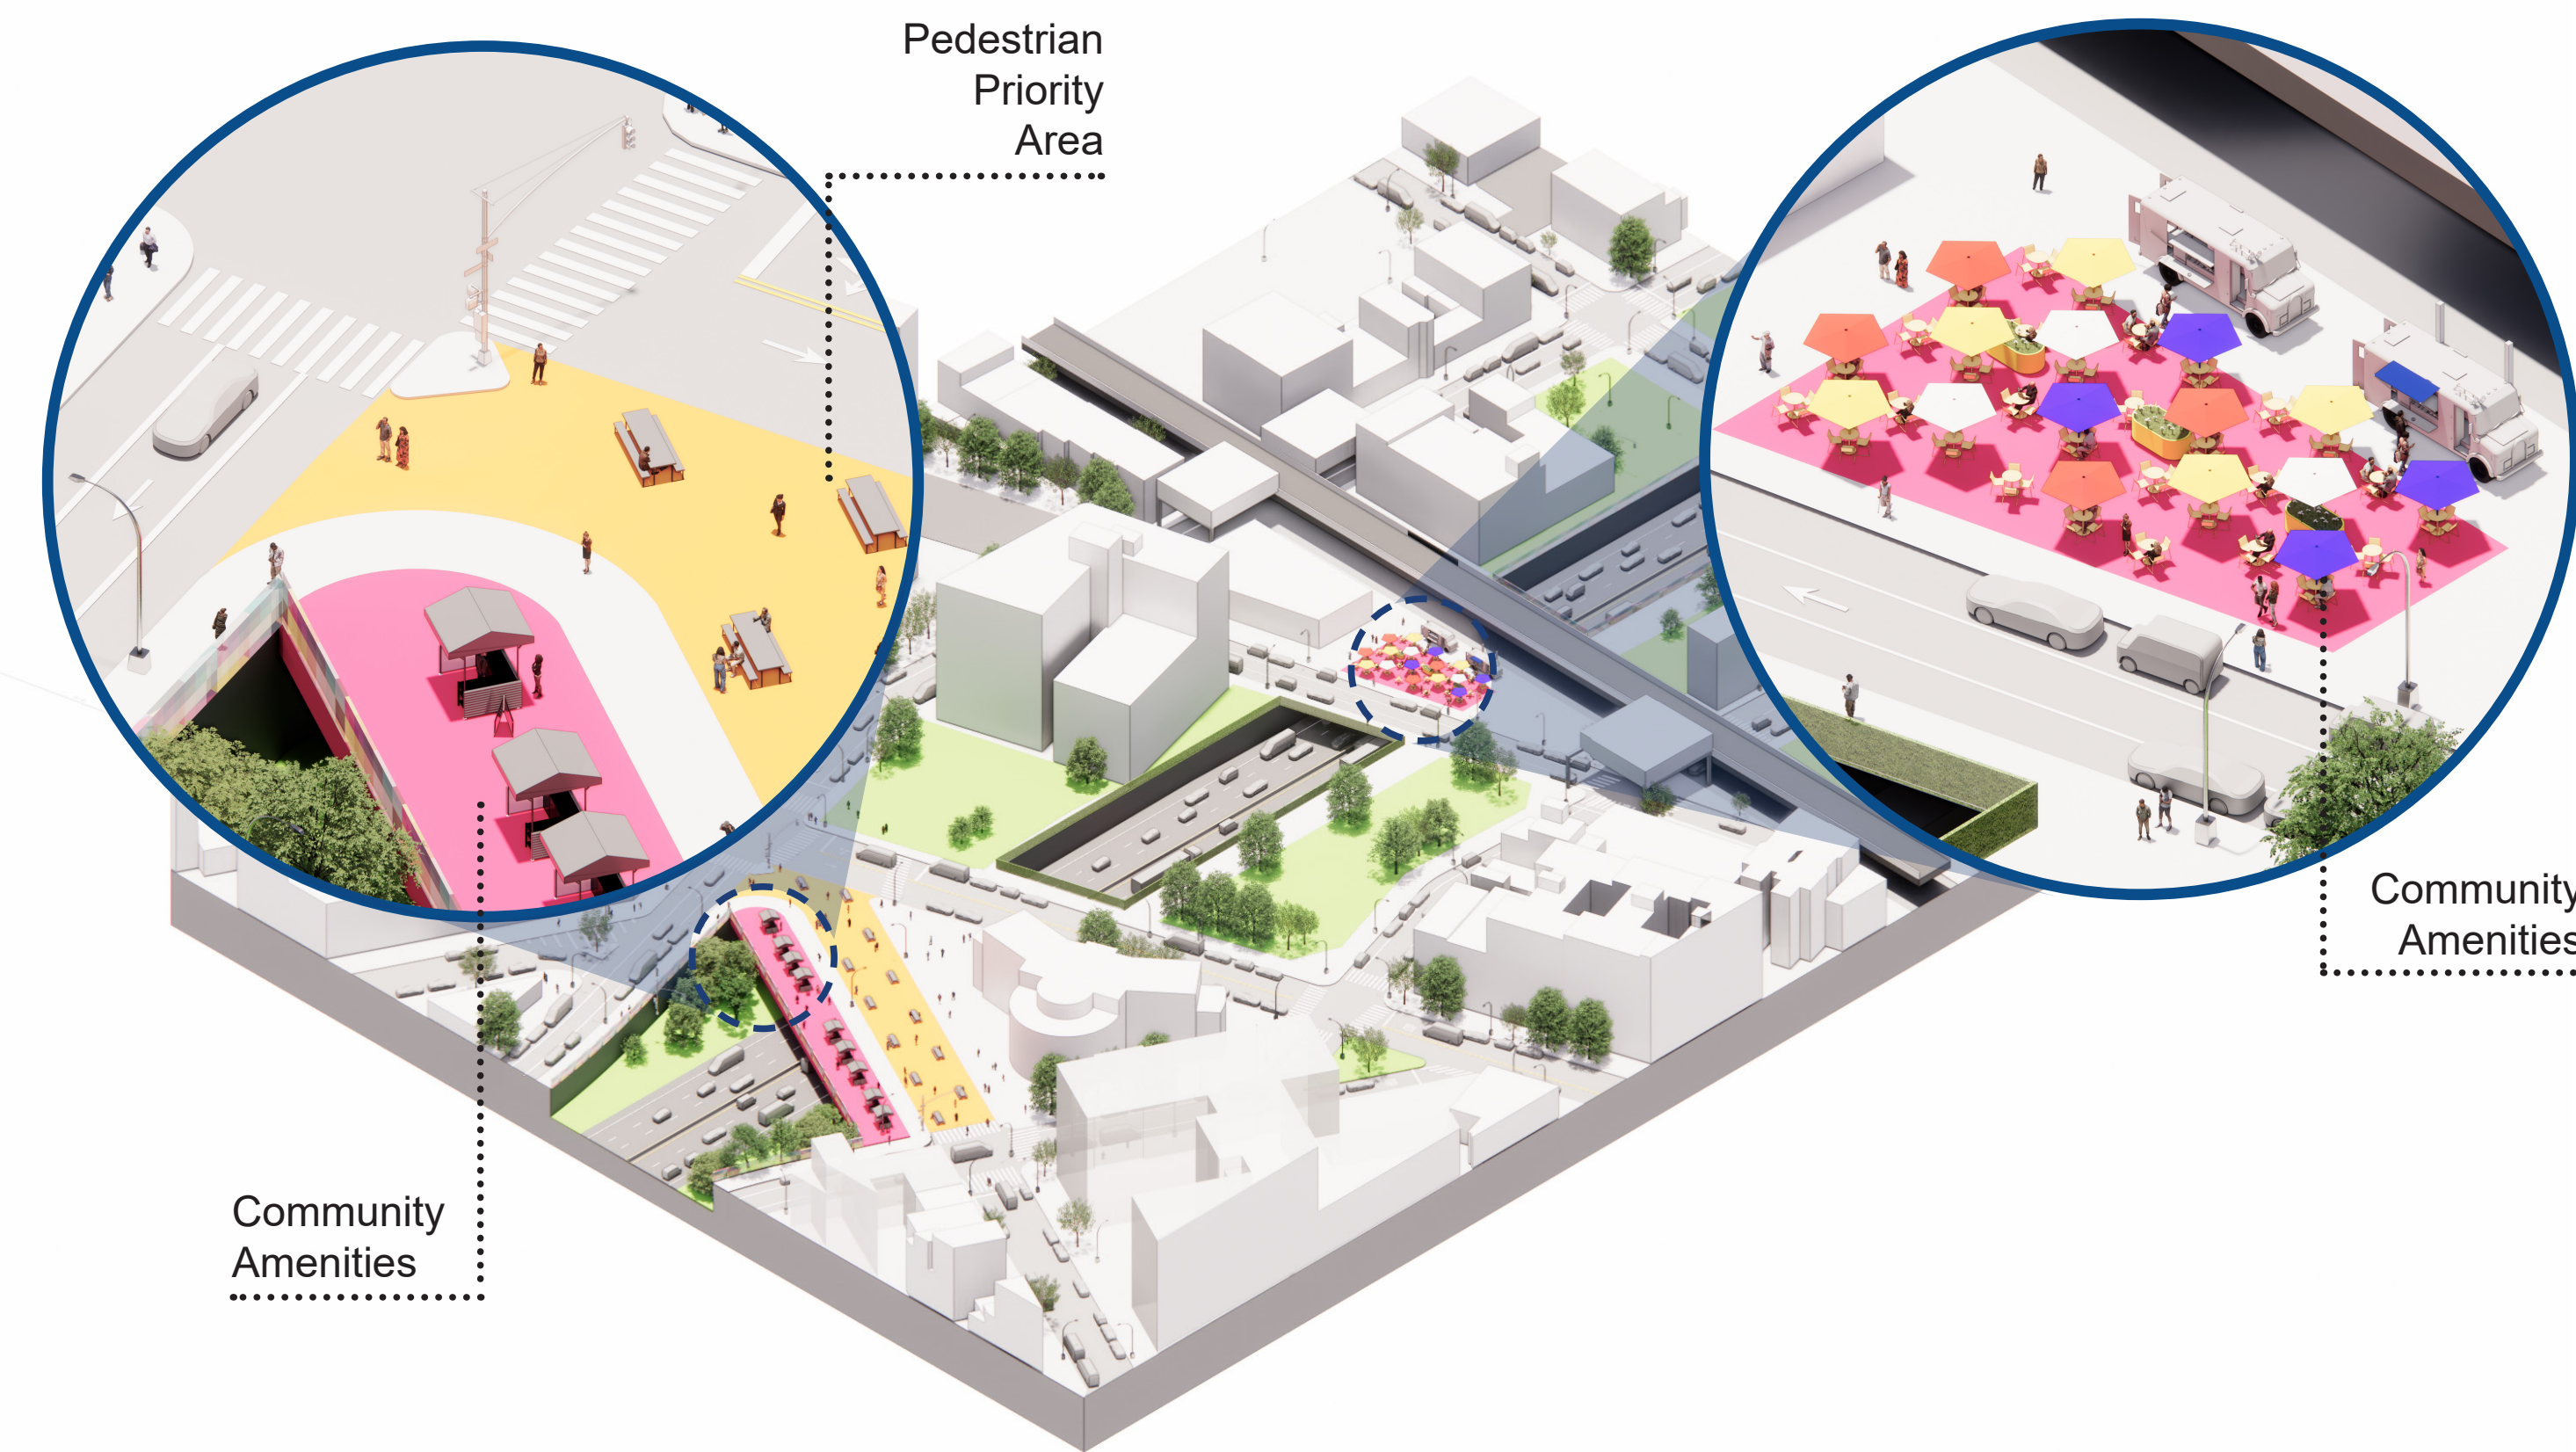 Pedestrian
Priority
Area
Community
Amenities
Community
Amenities